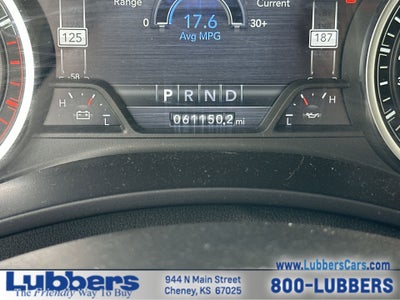 Range
Current
0
17.6
30+
Avg MPG
125
187
-58
P R N D
H
H
061150.2 mi
L
L
Lubbers
The Friendly Way To Buy
944 N Main Street
Cheney, KS 67025
www.LubbersCars.com
800-LUBBERS